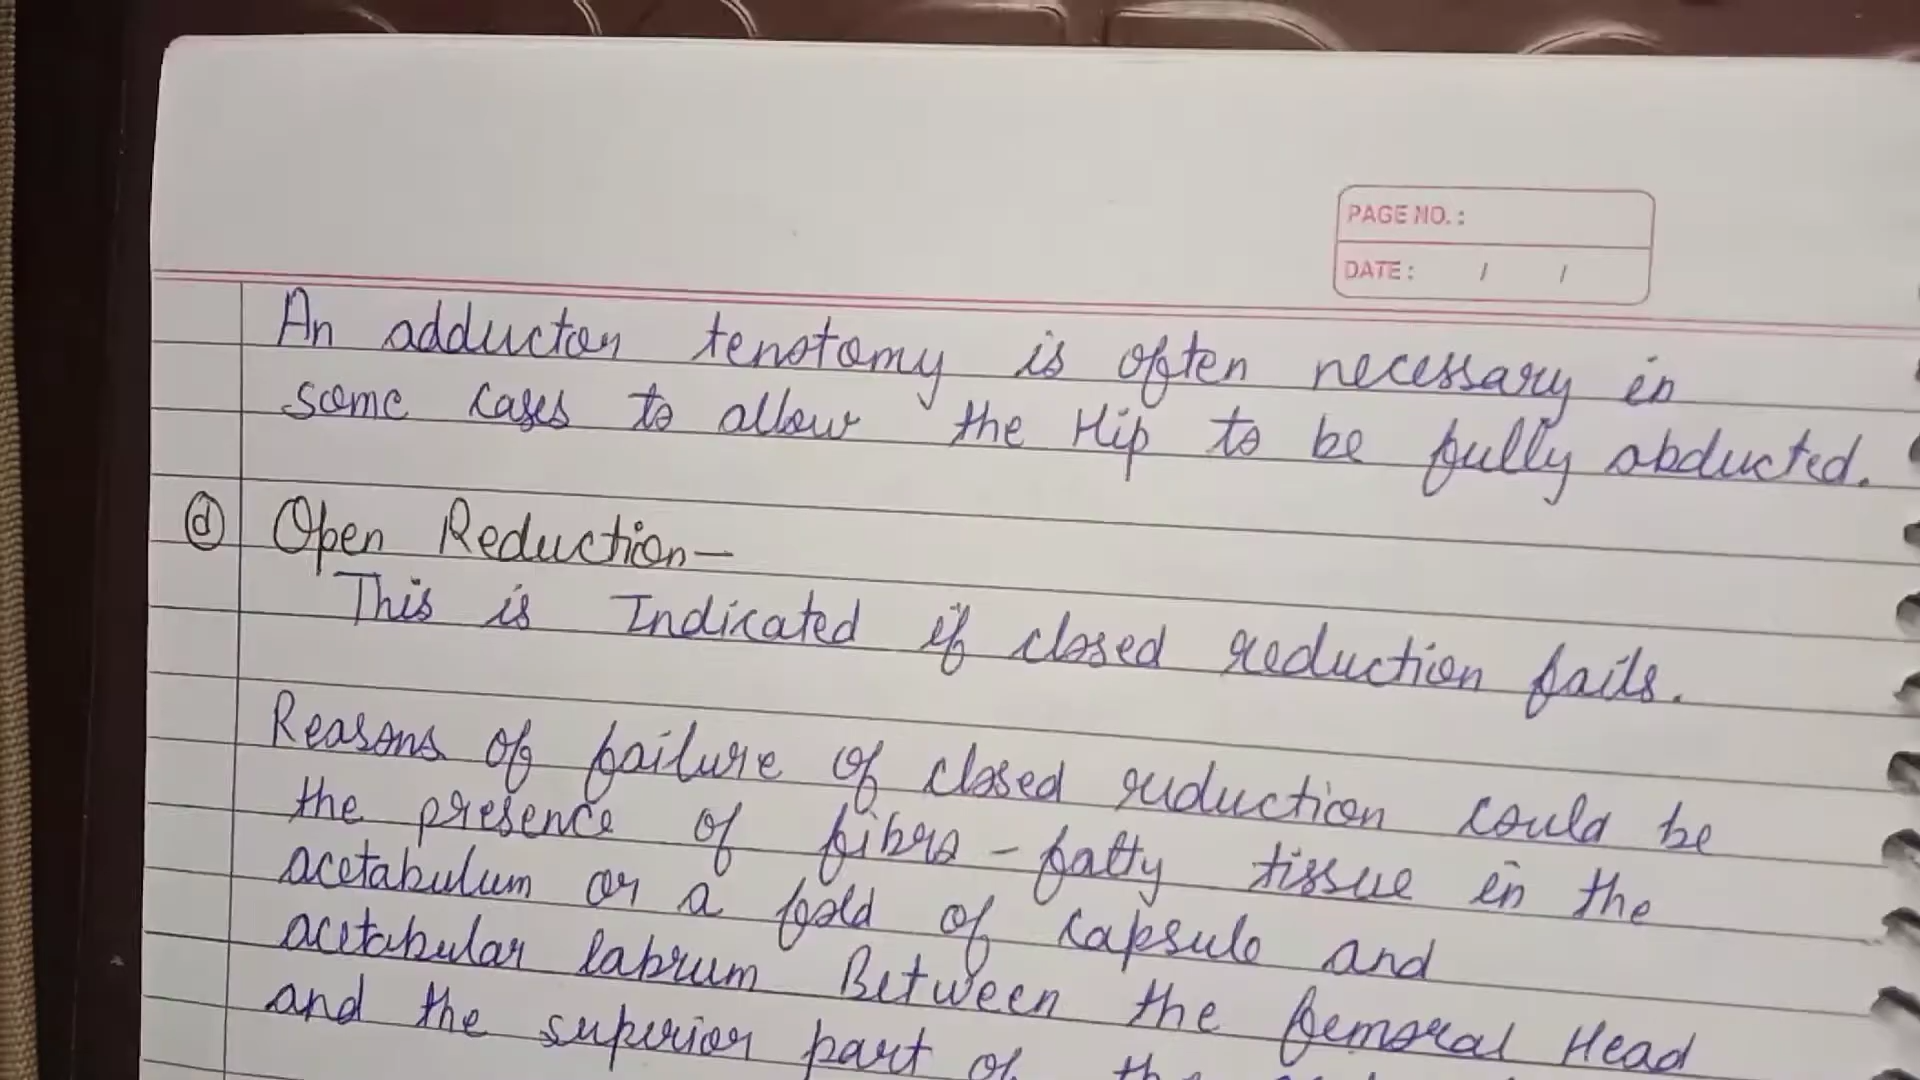 PAGE NO. :
DATE : / /
An adductor tenotomy is often necessary in
some cases to allow the Hip to be fully abducted.
ⓓ Open Reduction—
This is Indicated if closed reduction fails.
Reasons of failure of closed reduction could be
the presence of fibro - fatty tissue in the
acetabulum or a fold of capsule and
acetabular labrum Between the femoral Head
and the superior part of